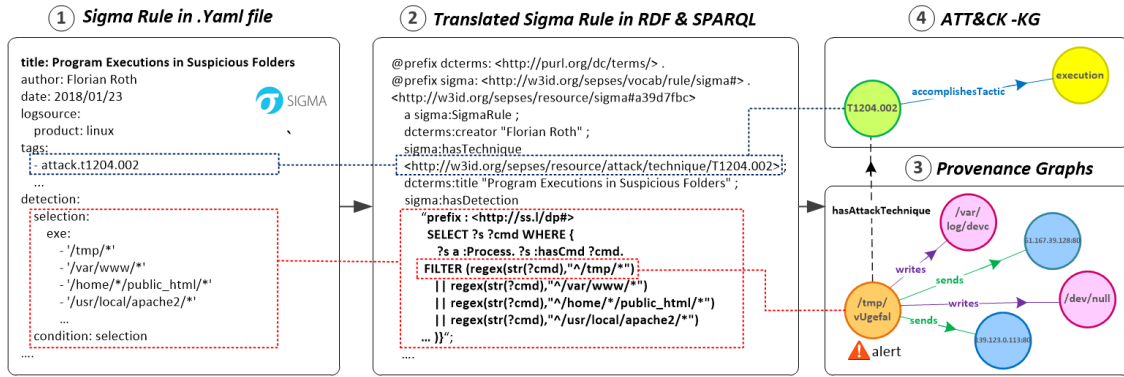 1 Sigma Rule in .Yaml file
title: Program Executions in Suspicious Folders
author: Florian Roth
date: 2018/01/23
logsource:
product: linux
tags:
- attack.t1204.002
...
detection:
selection:
exe:
- '/tmp/*'
- '/var/www/*'
- '/home/*/public_html/*'
- '/usr/local/apache2/*'
...
condition: selection
....
SIGMA
2 Translated Sigma Rule in RDF & SPARQL
@prefix dcterms: <http://purl.org/dc/terms/> .
@prefix sigma: <http://w3id.org/sepses/vocab/rule/sigma#> .
<http://w3id.org/sepses/resource/sigma#a39d7fbc>
a sigma:SigmaRule ;
dcterms:creator "Florian Roth" ;
sigma:hasTechnique
<http://w3id.org/sepses/resource/attack/technique/T1204.002>;
dcterms:title "Program Executions in Suspicious Folders" ;
sigma:hasDetection
“prefix : <http://ss.l/dp#>
SELECT ?s ?cmd WHERE {
?s a :Process. ?s :hasCmd ?cmd.
FILTER (regex(str(?cmd),"^/tmp/*")
|| regex(str(?cmd),"^/var/www/*")
|| regex(str(?cmd),"^/home/*/public_html/*")
|| regex(str(?cmd),"^/usr/local/apache2/*")
... )}“;
....
4 ATT&CK -KG
execution
accomplishesTactic
T1204.002
3 Provenance Graphs
hasAttackTechnique
/var/
log/devc
51.167.39.128:80
writes
sends
writes
/dev/null
/tmp/
vUgefal
sends
139.123.0.113:80
alert